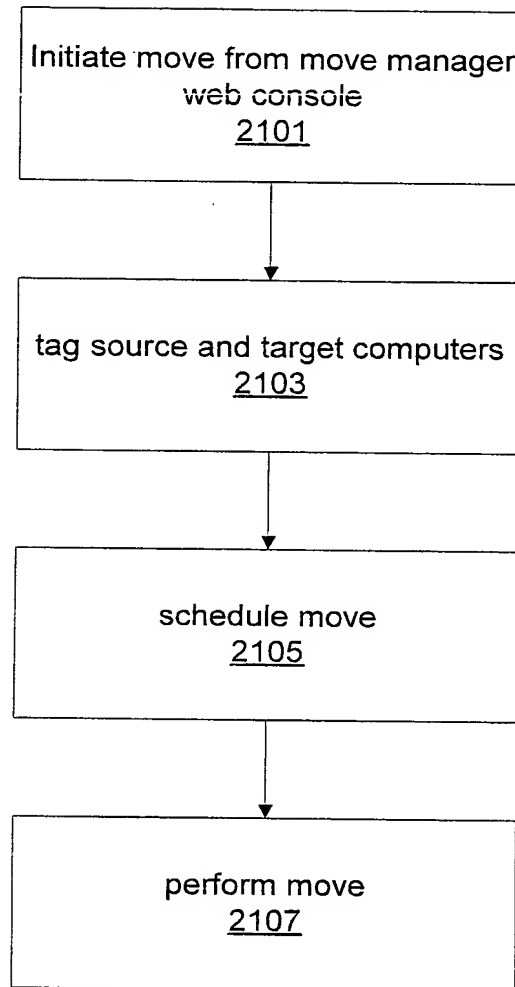 Initiate move from move manager
web console
2101
tag source and target computers
2103
schedule move
2105
perform move
2107